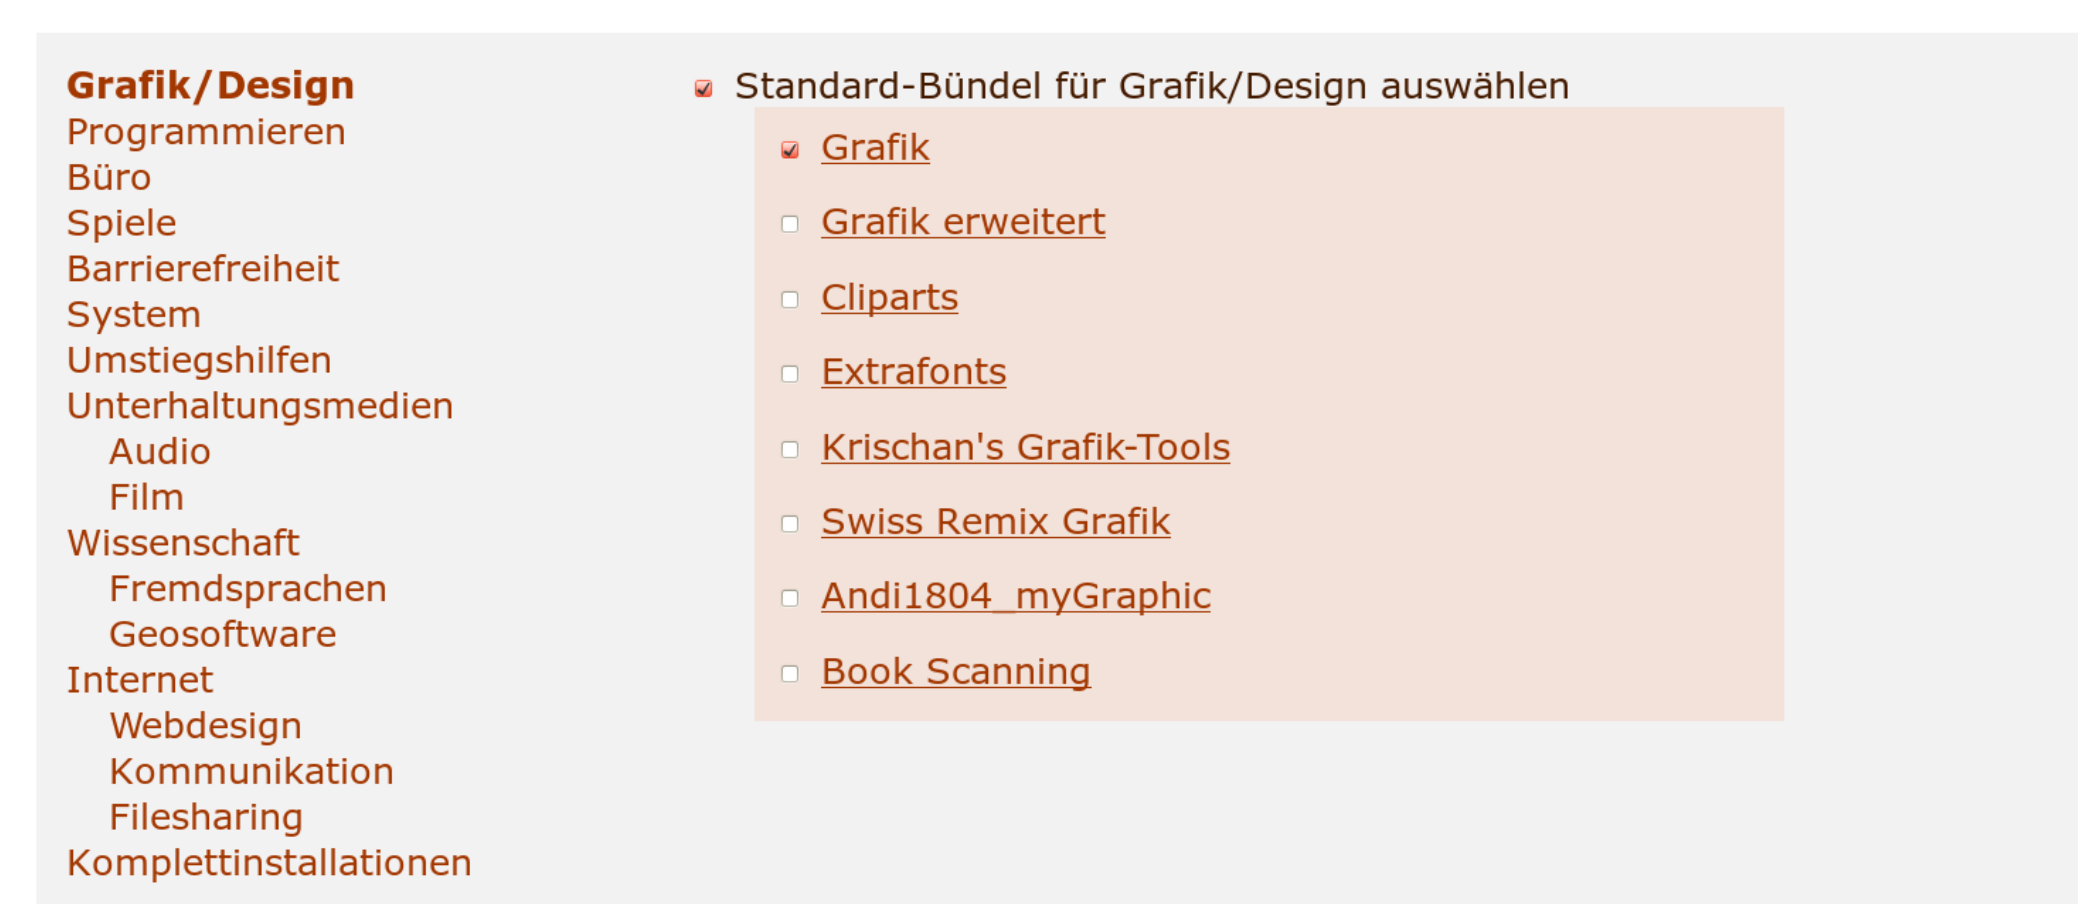 Grafik/Design
Programmieren
Büro
Spiele
Barrierefreiheit
System
Umstiegshilfen
Unterhaltungsmedien
Audio
Film
Wissenschaft
Fremdsprachen
Geosoftware
Internet
Webdesign
Kommunikation
Filesharing
Komplettinstallationen
Standard-Bündel für Grafik/Design auswählen
Grafik
Grafik erweitert
Cliparts
Extrafonts
Krischan's Grafik-Tools
Swiss Remix Grafik
Andi1804_myGraphic
Book Scanning